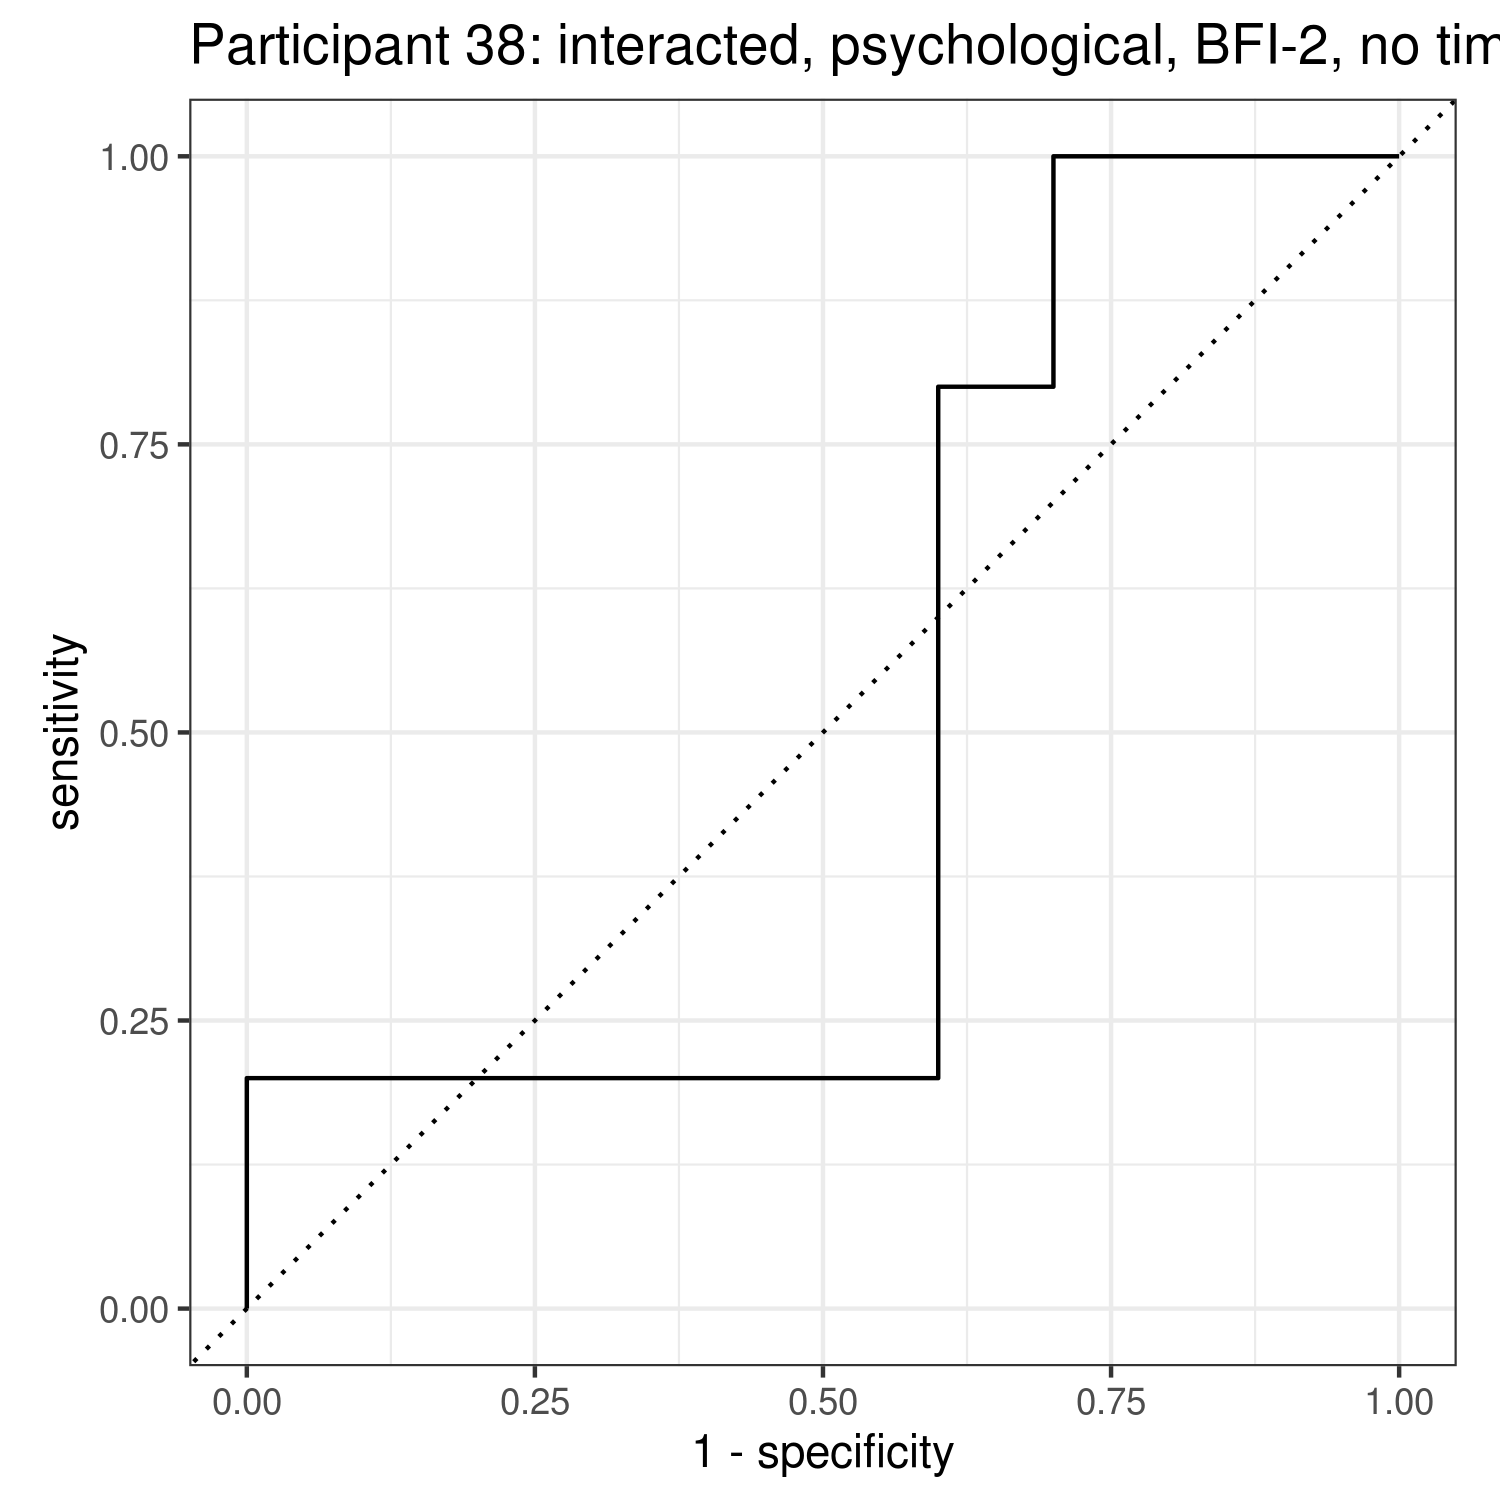 Participant 38: interacted, psychological, BFI-2, no tim
1.00
0.75
0.50
0.25
0.00
sensitivity
0.00 0.25 0.50 0.75 1.00
1 - specificity